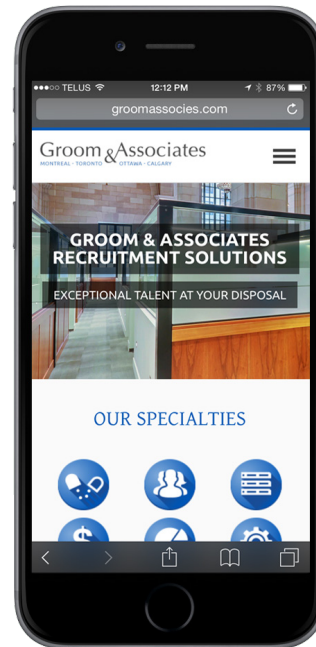 TELUS 12:12 PM 87%
groomassocies.com
Groom & Associates
MONTREAL - TORONTO OTTAWA - CALGARY
GROOM & ASSOCIATES
RECRUITMENT SOLUTIONS
EXCEPTIONAL TALENT AT YOUR DISPOSAL
OUR SPECIALTIES
$